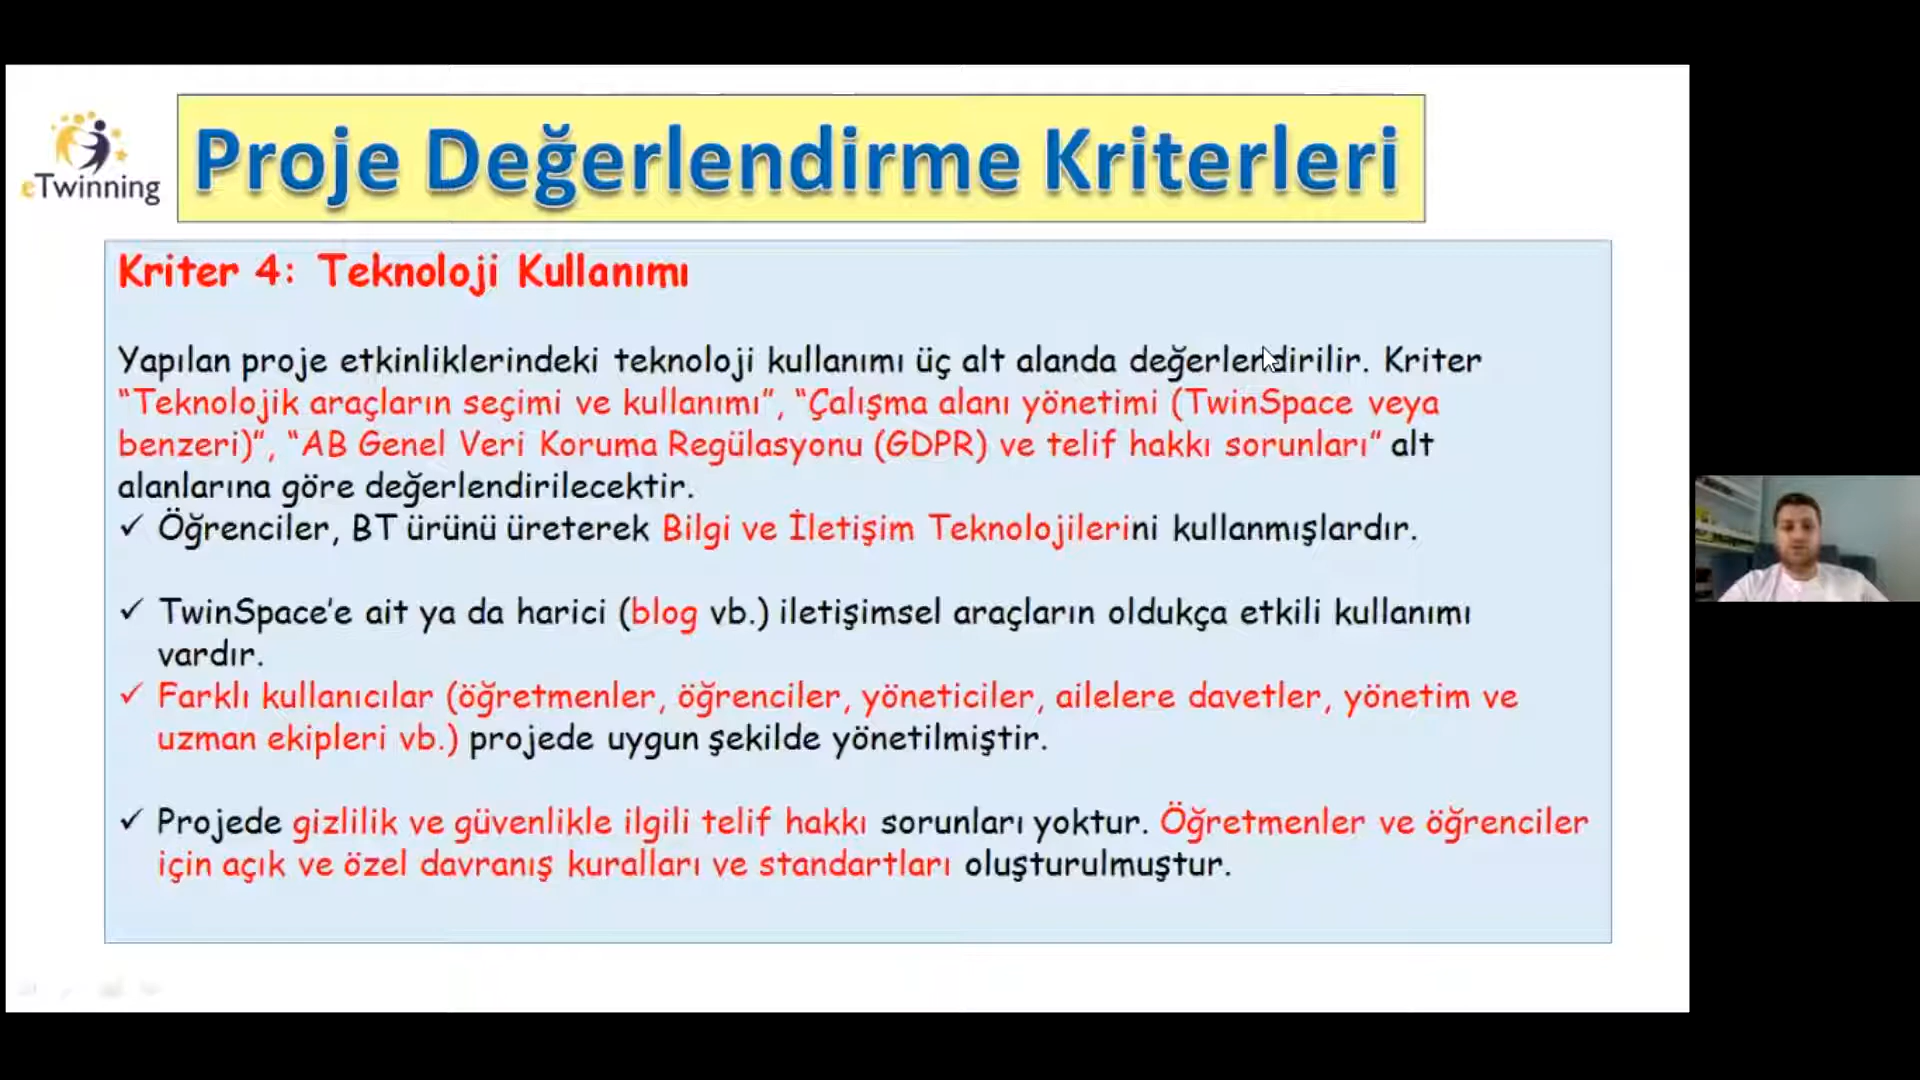 eTwinning
Proje Değerlendirme Kriterleri
Kriter 4: Teknoloji Kullanımı
Yapılan proje etkinliklerindeki teknoloji kullanımı üç alt alanda değerlendirilir. Kriter
“Teknolojik araçların seçimi ve kullanımı”, “Çalışma alanı yönetimi (TwinSpace veya
benzeri)”, “AB Genel Veri Koruma Regülasyonu (GDPR) ve telif hakkı sorunları” alt
alanlarına göre değerlendirilecektir.
✓ Öğrenciler, BT ürünü üreterek Bilgi ve İletişim Teknolojilerini kullanmışlardır.
✓ TwinSpace’e ait ya da harici (blog vb.) iletişimsel araçların oldukça etkili kullanımı
vardır.
✓ Farklı kullanıcılar (öğretmenler, öğrenciler, yöneticiler, ailelere davetler, yönetim ve
uzman ekipleri vb.) projede uygun şekilde yönetilmiştir.
✓ Projede gizlilik ve güvenlikle ilgili telif hakkı sorunları yoktur. Öğretmenler ve öğrenciler
için açık ve özel davranış kuralları ve standartları oluşturulmuştur.